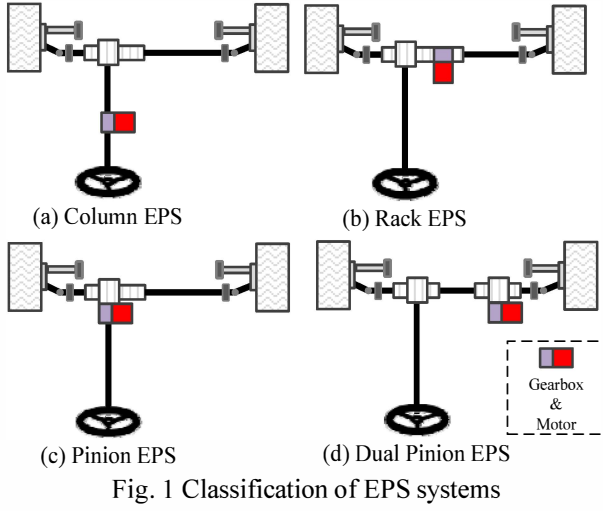 (a) Column EPS
(b) Rack EPS
(c) Pinion EPS
(d) Dual Pinion EPS
Gearbox
&
Motor
Fig. 1 Classification of EPS systems